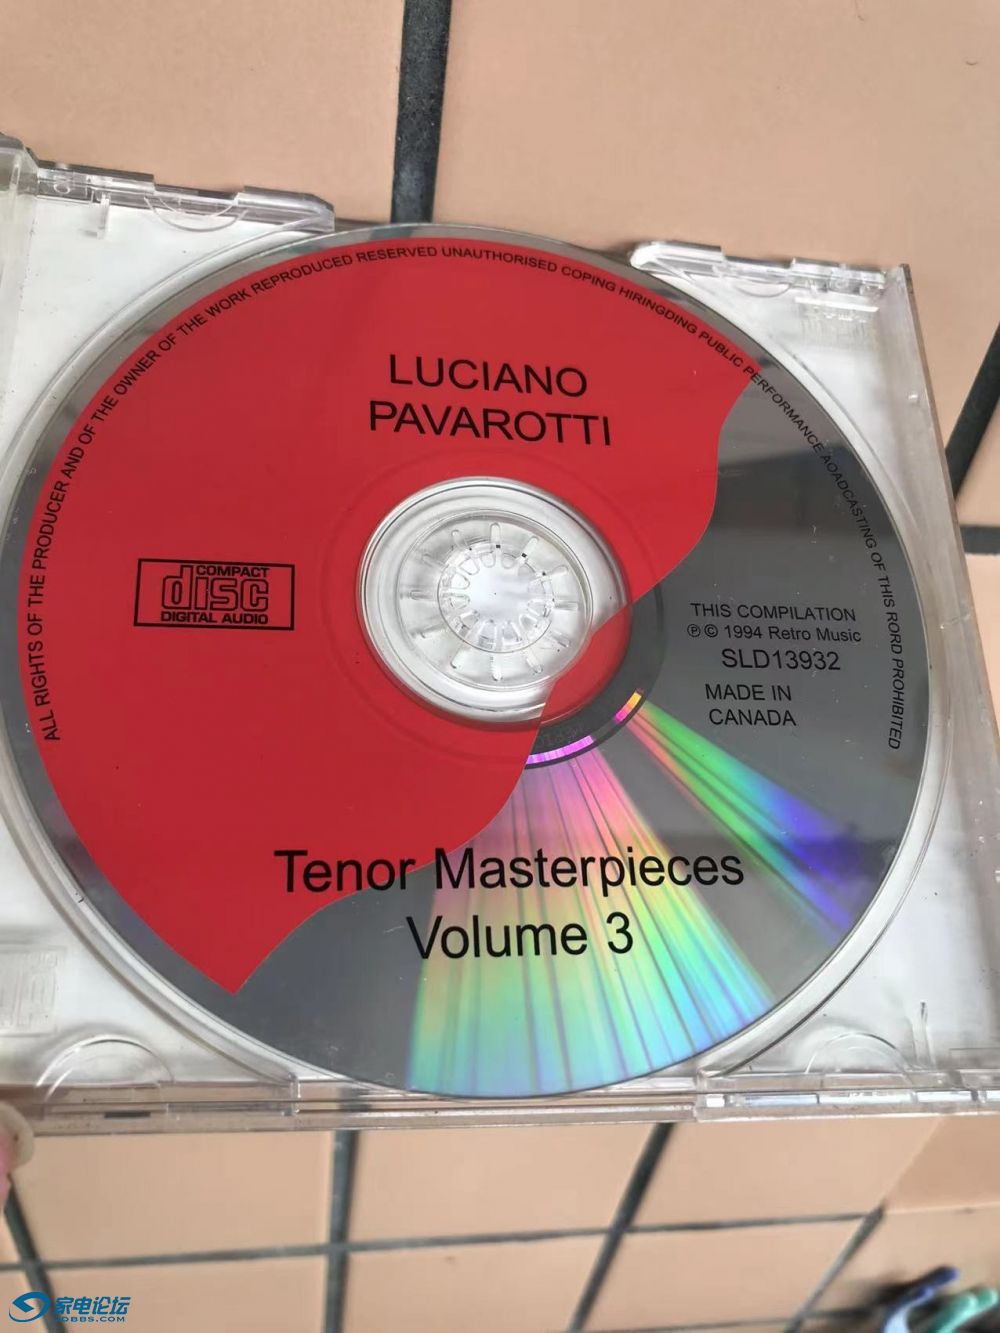 ALL RIGHTS OF THE PRODUCER AND OF THE OWNER OF THE WORK REPRODUCED RESERVED UNAUTHORISED COPING HIRINGDING PUBLIC PERFORMANCE AOADCASTING OF THIS RORD PROHIBITED
LUCIANO
PAVAROTTI
COMPACT
disc
DIGITAL AUDIO
THIS COMPILATION
℗ © 1994 Retro Music
SLD13932
MADE IN
CANADA
Tenor Masterpieces
Volume 3
家电论坛
JDBBS.COM